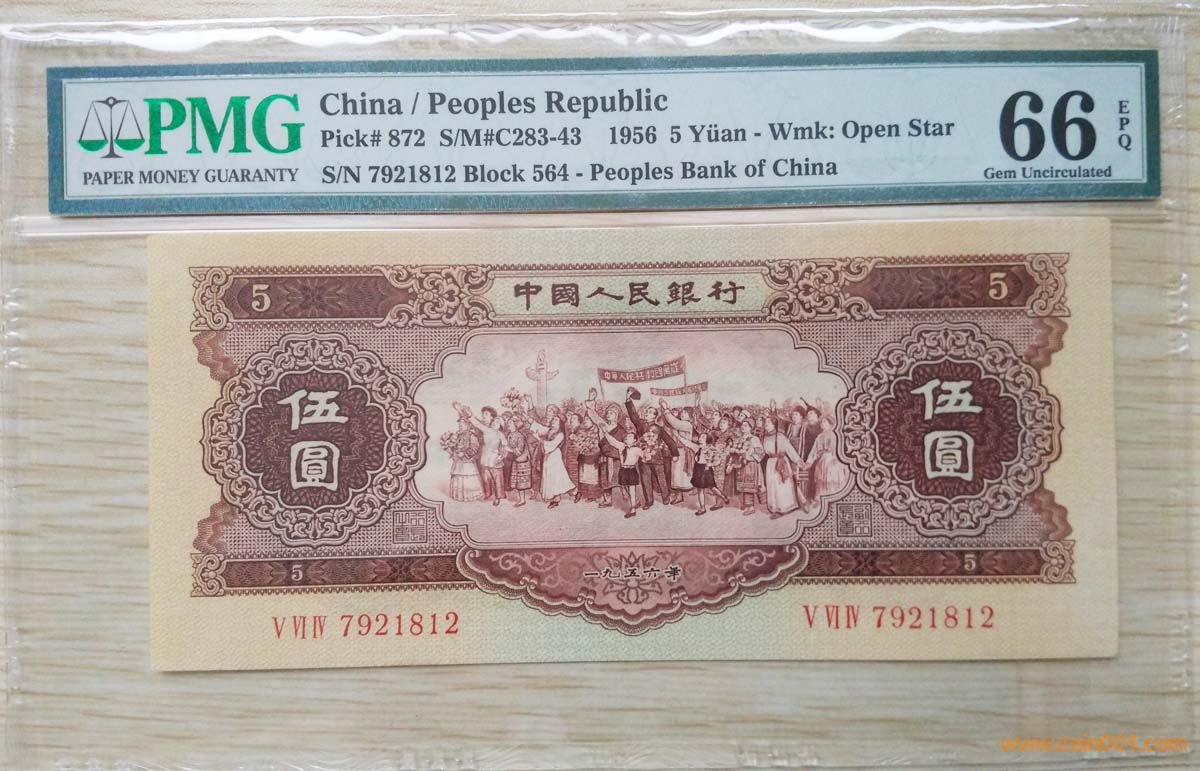 PMG
PAPER MONEY GUARANTY
China / Peoples Republic
Pick# 872 S/M#C283-43 1956 5 Yüan - Wmk: Open Star
S/N 7921812 Block 564 - Peoples Bank of China
66
EPQ
Gem Uncirculated
5
中國人民銀行
5
伍圓
伍圓
5
一九五六年
5
V VI IV 7921812
V VI IV 7921812
www.cein001.com